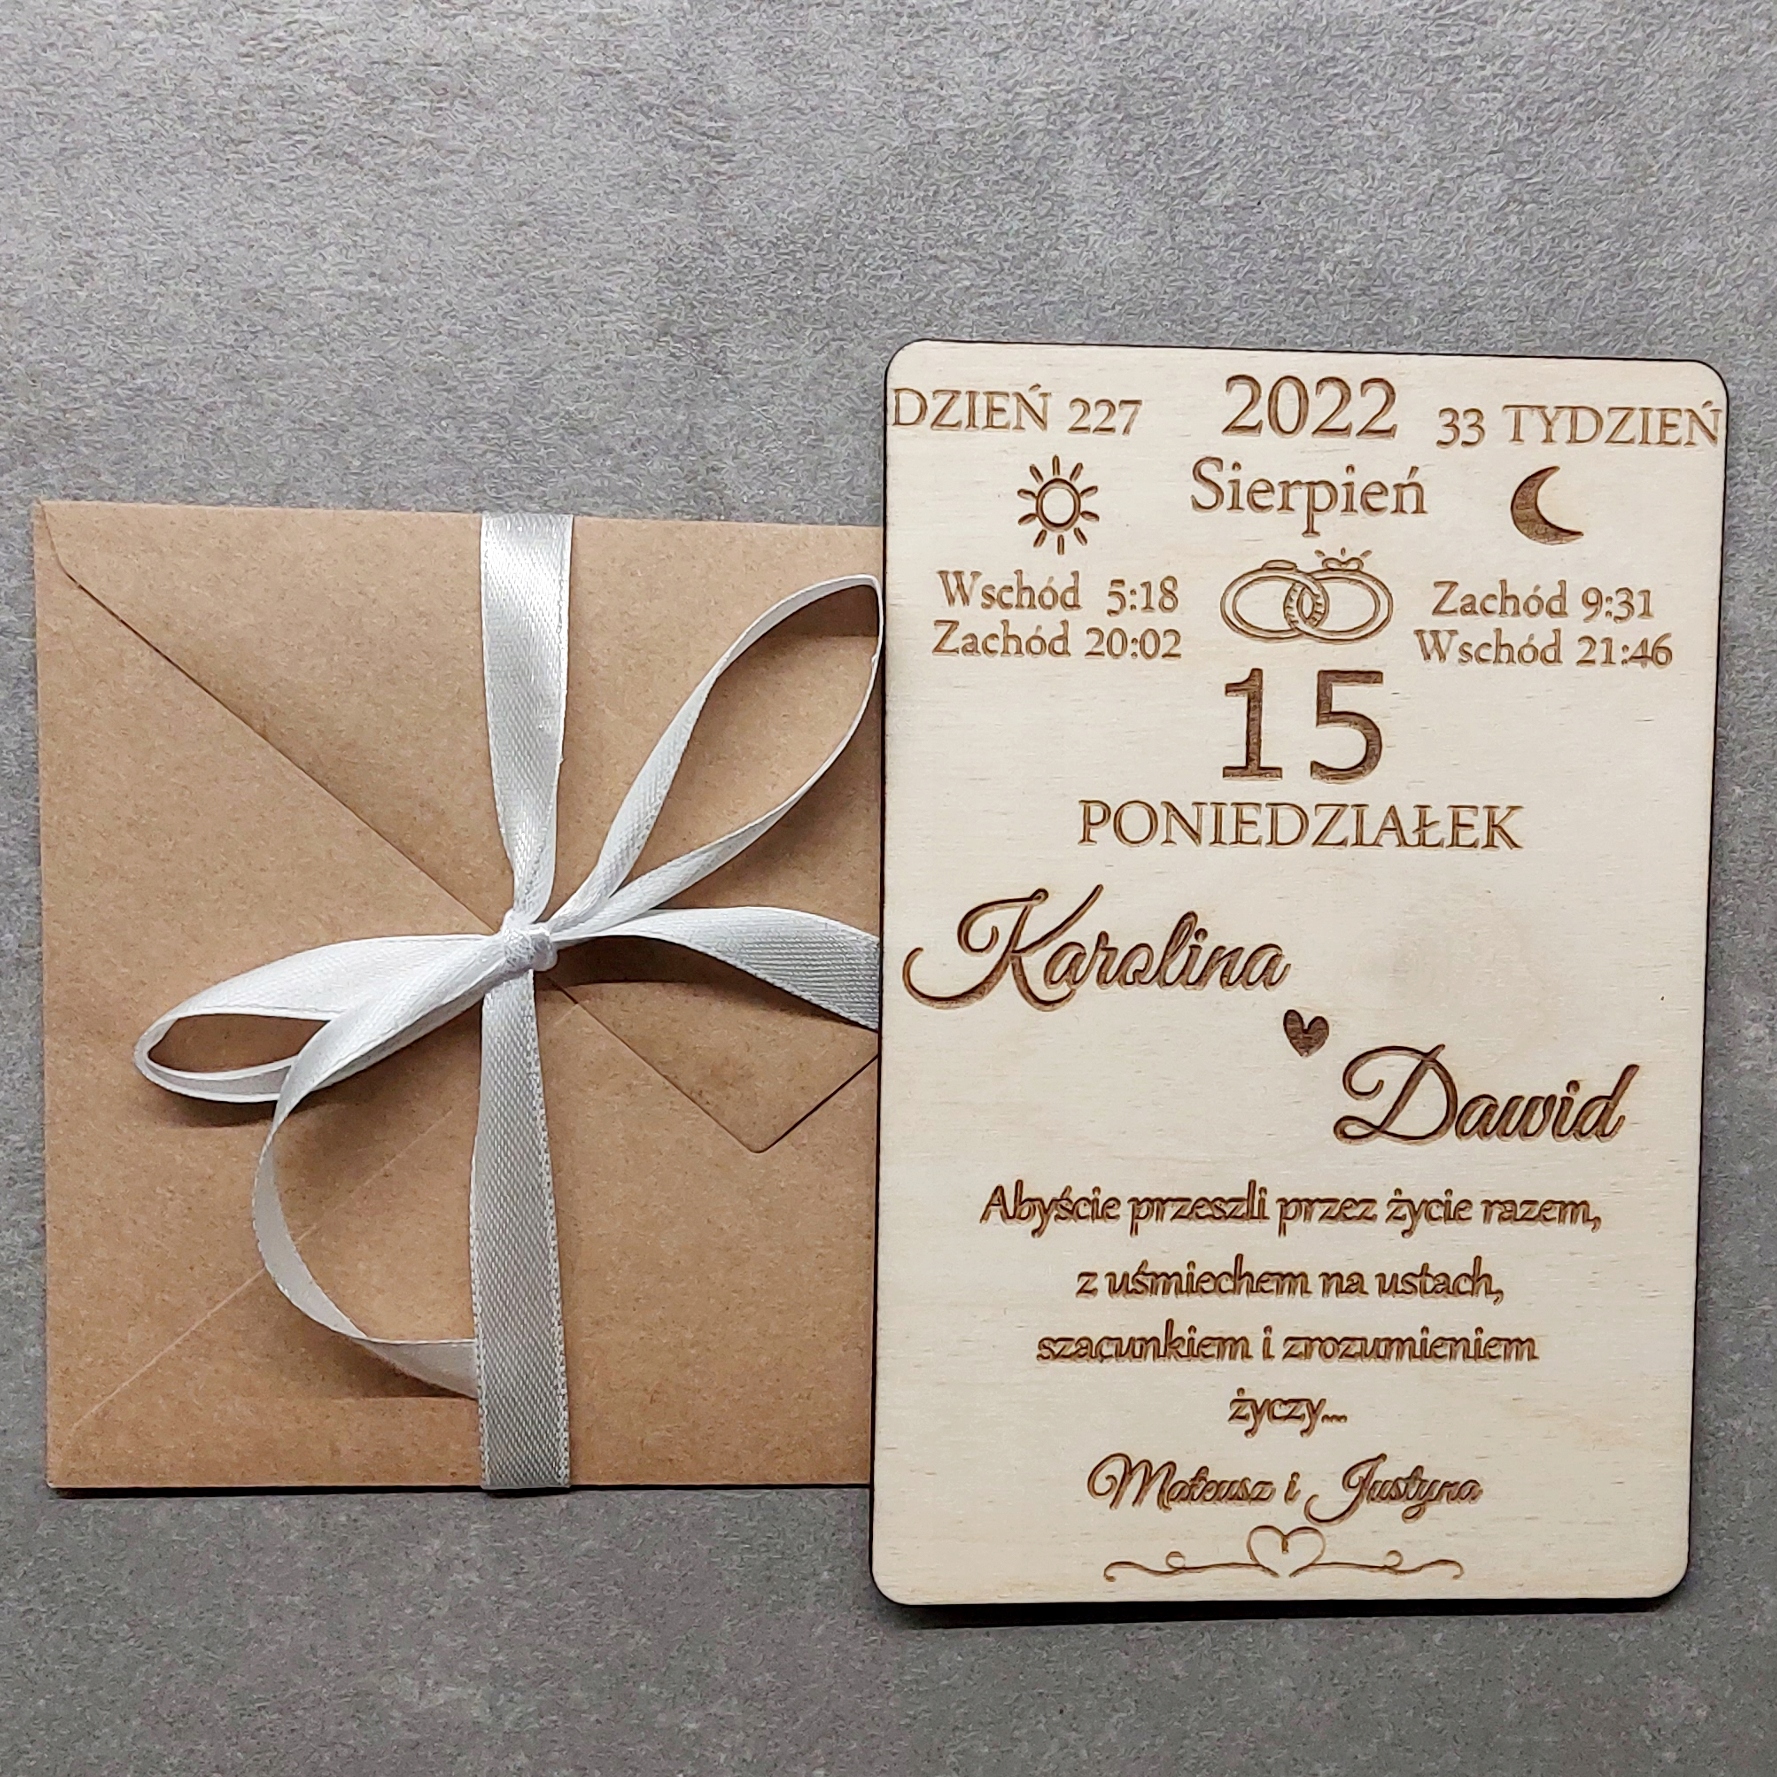 DZIEŃ 227 2022 33 TYDZIEŃ
Sierpień
Wschód 5:18 Zachód 9:31
Zachód 20:02 Wschód 21:46
15
PONIEDZIAŁEK
Karolina
Dawid
Abyście przeszli przez życie razem,
z uśmiechem na ustach,
szacunkiem i zrozumieniem
życzy...
Mateusz i Justyna